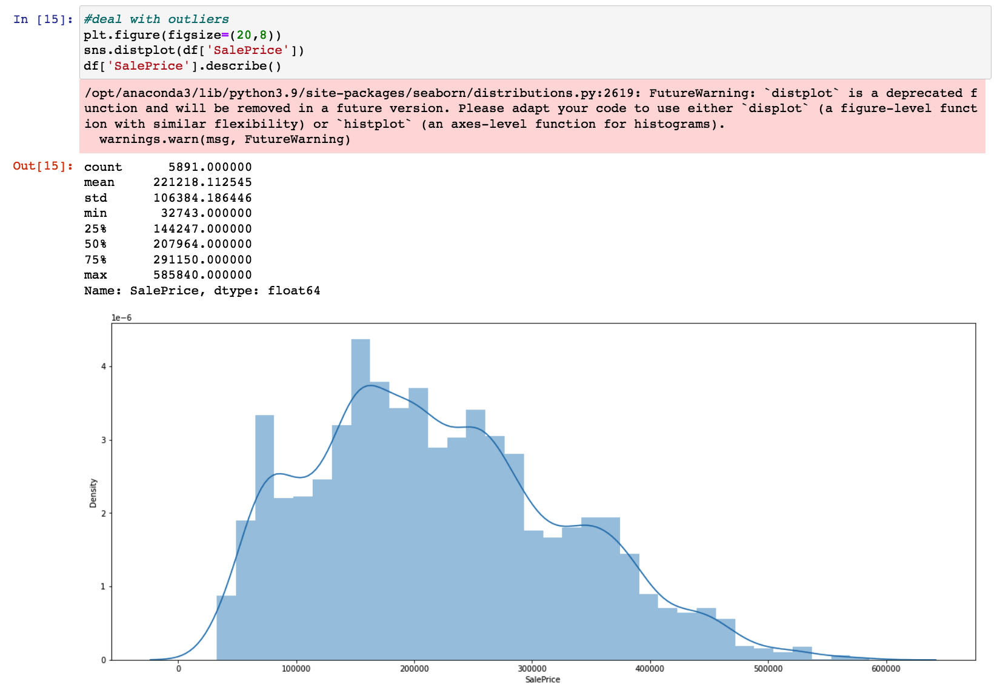 In [15]: #deal with outliers
plt.figure(figsize=(20,8))
sns.distplot(df['SalePrice'])
df['SalePrice'].describe()
/opt/anaconda3/lib/python3.9/site-packages/seaborn/distributions.py:2619: FutureWarning: `distplot` is a deprecated f
unction and will be removed in a future version. Please adapt your code to use either `displot` (a figure-level funct
ion with similar flexibility) or `histplot` (an axes-level function for histograms).
  warnings.warn(msg, FutureWarning)
Out[15]: count      5891.000000
mean     221218.112545
std      106384.186446
min       32743.000000
25%      144247.000000
50%      207964.000000
75%      291150.000000
max      585840.000000
Name: SalePrice, dtype: float64
1e−6
4
3
2
1
0
Density
0 100000 200000 300000 400000 500000 600000
SalePrice